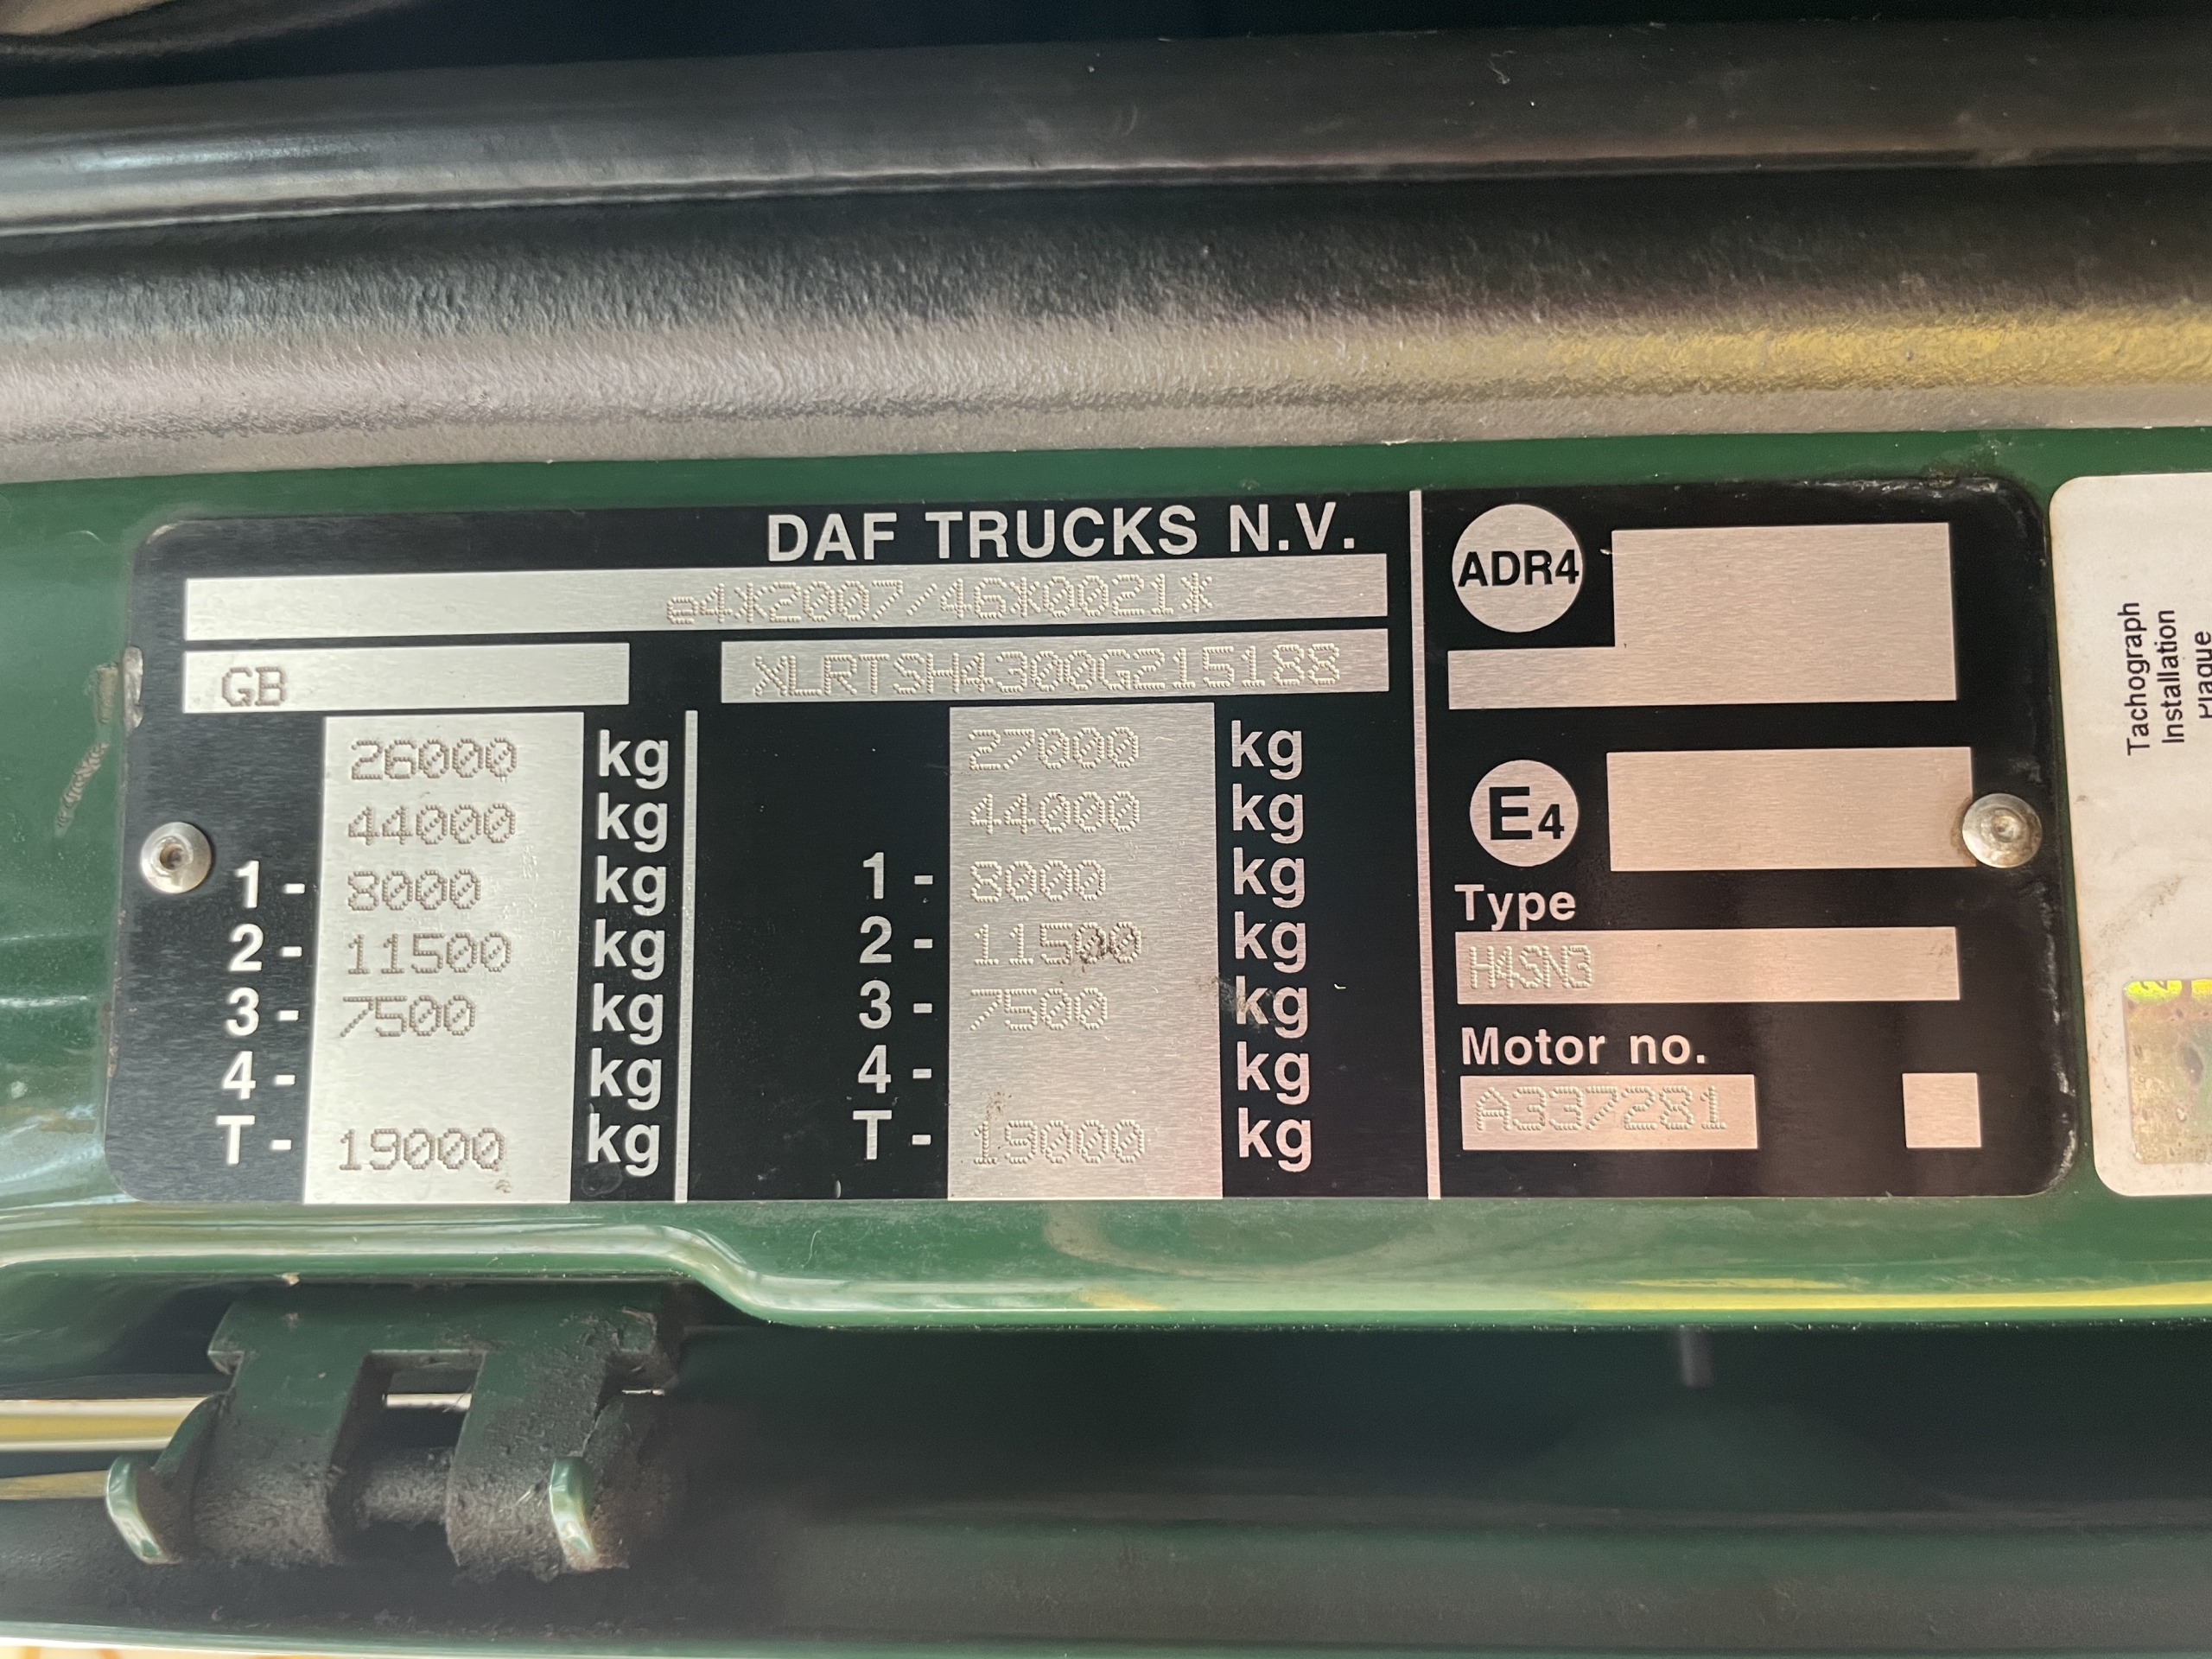 DAF TRUCKS N.V.
e4*2007/46*0021*
GB
XLRTSH4300G215188
26000 kg
44000 kg
1 - 8000 kg
2 - 11500 kg
3 - 7500 kg
4 - kg
T - 19000 kg
27000 kg
44000 kg
1 - 8000 kg
2 - 11500 kg
3 - 7500 kg
4 - kg
T - 19000 kg
ADR4
E4
Type
H4SN3
Motor no.
A337281
Tachograph
Installation
Plaque